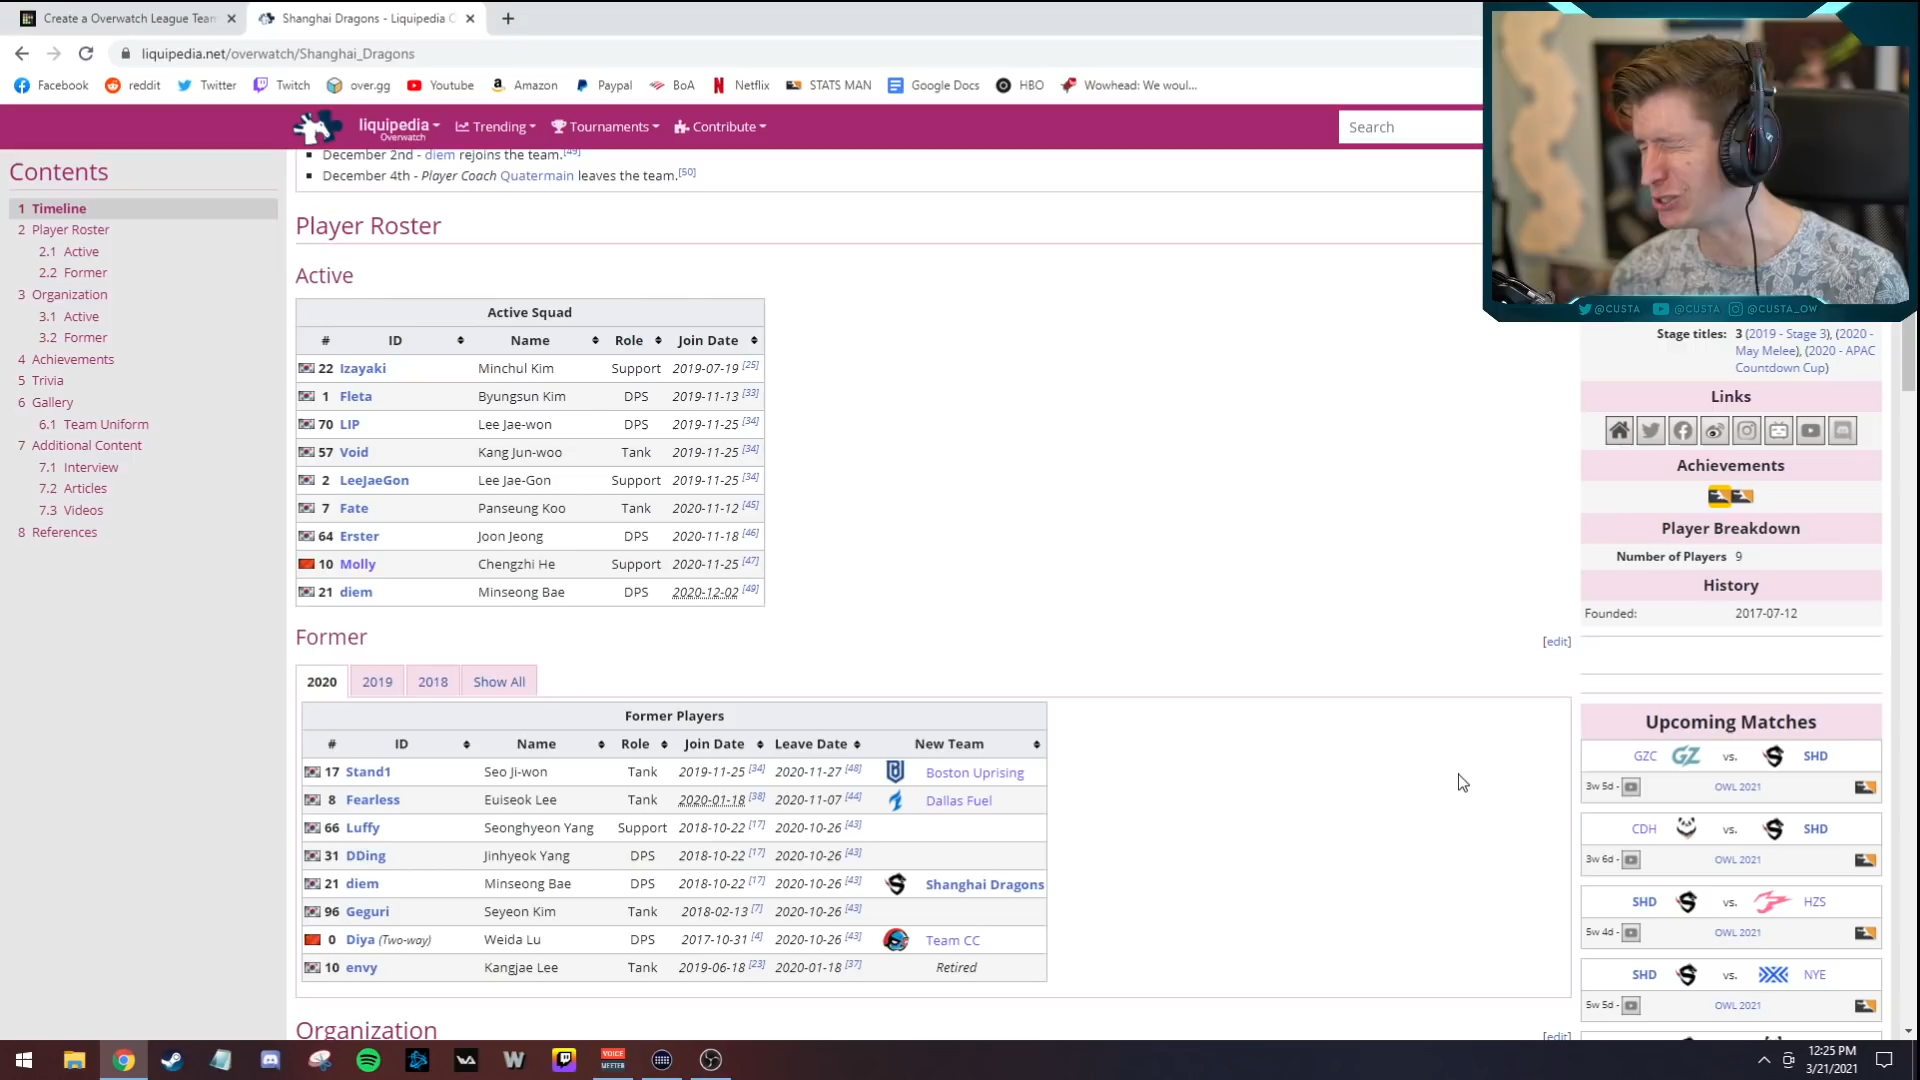 Create a Overwatch League Team
Shanghai Dragons - Liquipedia O
liquipedia.net/overwatch/Shanghai_Dragons
Facebook reddit Twitter Twitch over.gg Youtube Amazon Paypal BoA Netflix STATS MAN Google Docs HBO Wowhead: We woul...
liquipedia Overwatch Trending Tournaments Contribute Search
@CUSTA @CUSTA @CUSTA_OW
Contents
1 Timeline
2 Player Roster
2.1 Active
2.2 Former
3 Organization
3.1 Active
3.2 Former
4 Achievements
5 Trivia
6 Gallery
6.1 Team Uniform
7 Additional Content
7.1 Interview
7.2 Articles
7.3 Videos
8 References
December 2nd - diem rejoins the team.[49]
December 4th - Player Coach Quatermain leaves the team.[50]
Player Roster
Active
Active Squad
# ID Name Role Join Date
22 Izayaki Minchul Kim Support 2019-07-19 [25]
1 Fleta Byungsun Kim DPS 2019-11-13 [33]
70 LIP Lee Jae-won DPS 2019-11-25 [34]
57 Void Kang Jun-woo Tank 2019-11-25 [34]
2 LeeJaeGon Lee Jae-Gon Support 2019-11-25 [34]
7 Fate Panseung Koo Tank 2020-11-12 [45]
64 Erster Joon Jeong DPS 2020-11-18 [46]
10 Molly Chengzhi He Support 2020-11-25 [47]
21 diem Minseong Bae DPS 2020-12-02 [49]
Former
[edit]
2020 2019 2018 Show All
Former Players
# ID Name Role Join Date Leave Date New Team
17 Stand1 Seo Ji-won Tank 2019-11-25 [34] 2020-11-27 [48] Boston Uprising
8 Fearless Euiseok Lee Tank 2020-01-18 [38] 2020-11-07 [44] Dallas Fuel
66 Luffy Seonghyeon Yang Support 2018-10-22 [17] 2020-10-26 [43]
31 DDing Jinhyeok Yang DPS 2018-10-22 [17] 2020-10-26 [43]
21 diem Minseong Bae DPS 2018-10-22 [17] 2020-10-26 [43] Shanghai Dragons
96 Geguri Seyeon Kim Tank 2018-02-13 [7] 2020-10-26 [43]
0 Diya (Two-way) Weida Lu DPS 2017-10-31 [4] 2020-10-26 [43] Team CC
10 envy Kangjae Lee Tank 2019-06-18 [23] 2020-01-18 [37] Retired
Organization
[edit]
Stage titles: 3 (2019 - Stage 3), (2020 -
May Melee), (2020 - APAC
Countdown Cup)
Links
Achievements
Player Breakdown
Number of Players 9
History
Founded: 2017-07-12
Upcoming Matches
GZC GZ vs. SHD
3w 5d - OWL 2021
CDH vs. SHD
3w 6d - OWL 2021
SHD vs. HZS
5w 4d - OWL 2021
SHD vs. NYE
5w 5d - OWL 2021
VOICE MEETER
12:25 PM
3/21/2021